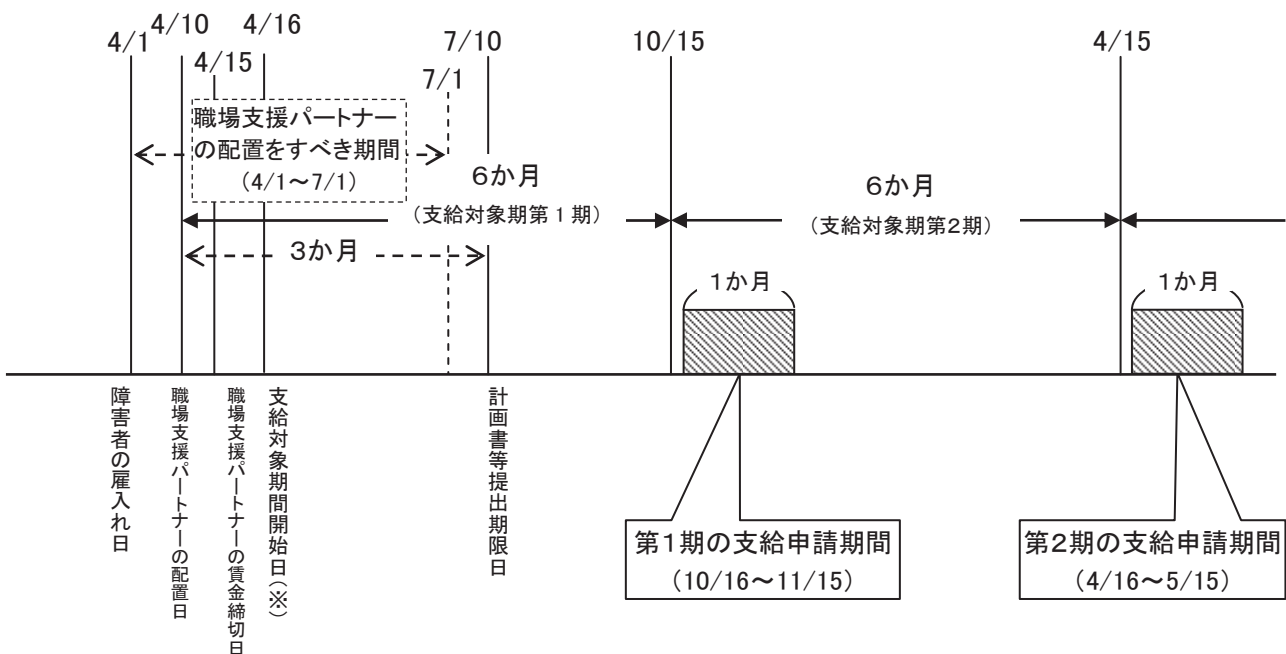 4/1
4/10
4/15
4/16
7/1
7/10
10/15
4/15
職場支援パートナー
の配置をすべき期間
(4/1～7/1)
6か月
(支給対象期第1期)
6か月
(支給対象期第2期)
3か月
1か月
1か月
障害者の雇入れ日
職場支援パートナーの配置日
職場支援パートナーの賃金締切日
支給対象期間開始日(※)
計画書等提出期限日
第1期の支給申請期間
(10/16～11/15)
第2期の支給申請期間
(4/16～5/15)